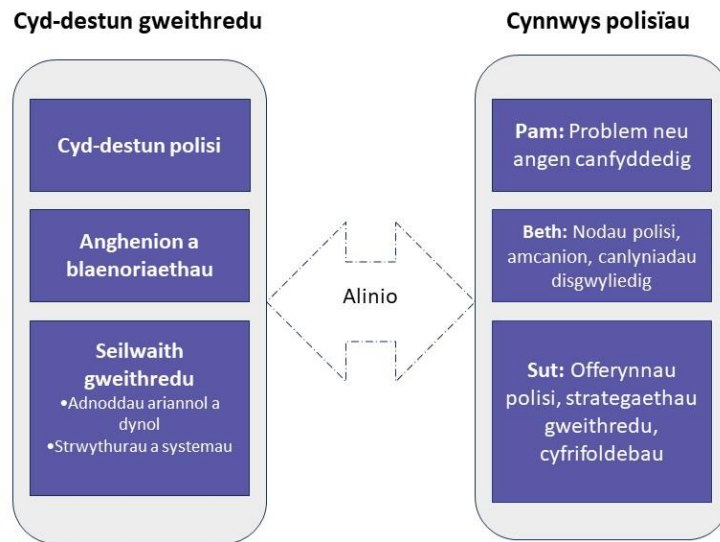 Cyd-destun gweithredu
Cyd-destun polisi
Anghenion a
blaenoriaethau
Seilwaith
gweithredu
•Adnoddau ariannol a
dynol
•Strwythurau a systemau
Alinio
Cynnwys polisïau
Pam: Problem neu
angen canfyddedig
Beth: Nodau polisi,
amcanion, canlyniadau
disgwyliedig
Sut: Offerynnau
polisi, strategaethau
gweithredu,
cyfrifoldebau